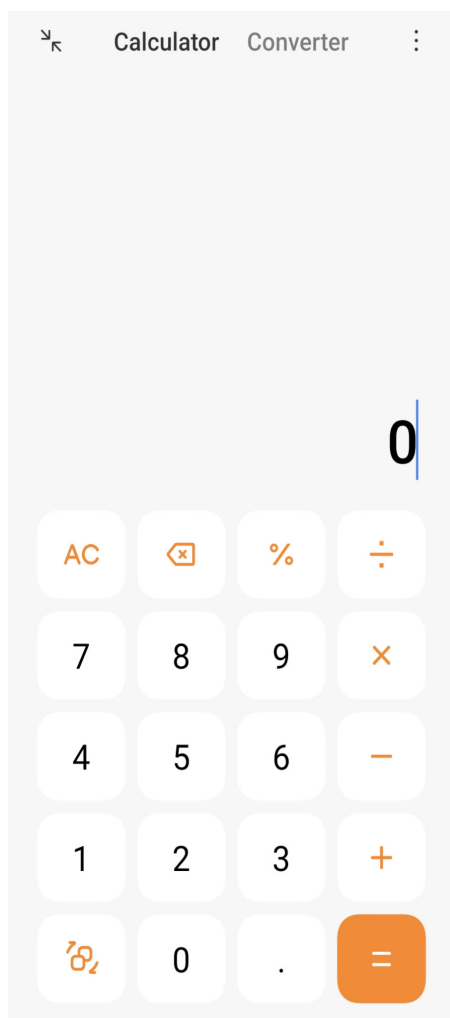 Calculator Converter
0
AC % ÷
7 8 9 ×
4 5 6 −
1 2 3 +
0 . =